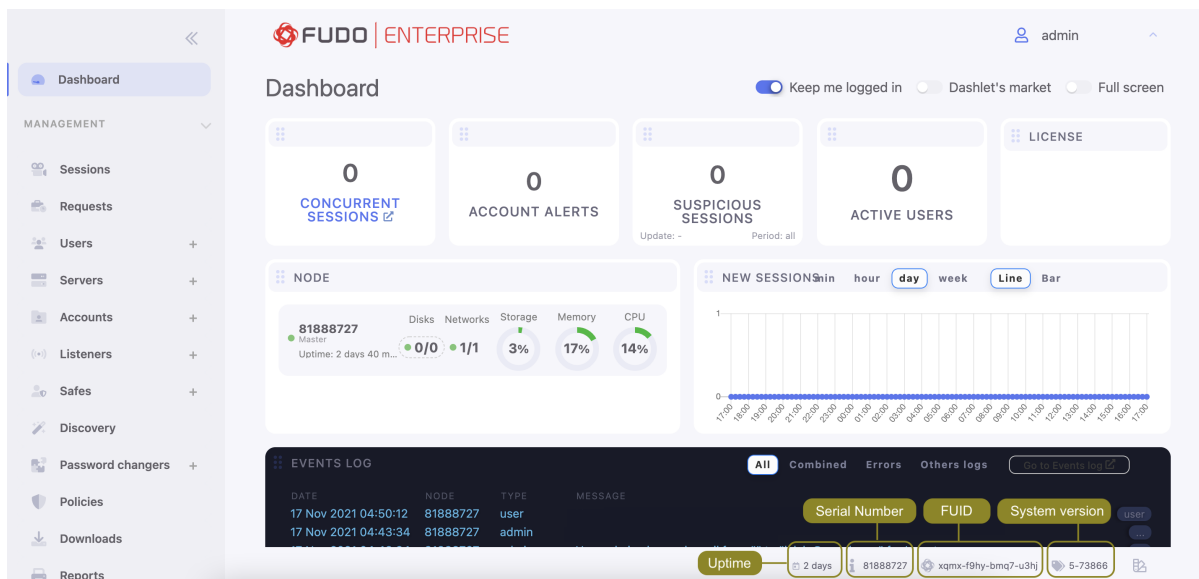 FUDO ENTERPRISE
admin
Dashboard
MANAGEMENT
Sessions
Requests
Users +
Servers +
Accounts +
Listeners +
Safes +
Discovery
Password changers +
Policies
Downloads
Reports
Dashboard
Keep me logged in Dashlet's market Full screen
0
CONCURRENT
SESSIONS
0
ACCOUNT ALERTS
0
SUSPICIOUS
SESSIONS
Update: - Period: all
0
ACTIVE USERS
LICENSE
NODE
81888727
Master
Uptime: 2 days 40 m...
Disks Networks Storage Memory CPU
0/0 1/1 3% 17% 14%
NEW SESSIONS min hour day week Line Bar
1
0
17:00 18:00 19:00 20:00 21:00 22:00 23:00 00:00 01:00 02:00 03:00 04:00 05:00 06:00 07:00 08:00 09:00 10:00 11:00 12:00 13:00 14:00 15:00 16:00 17:00
EVENTS LOG
All Combined Errors Others logs Go to Events log
DATE NODE TYPE MESSAGE
17 Nov 2021 04:50:12 81888727 user user
17 Nov 2021 04:43:34 81888727 admin ...
Serial Number FUID System version
Uptime 2 days 81888727 xqmx-f9hy-bmq7-u3hj 5-73866